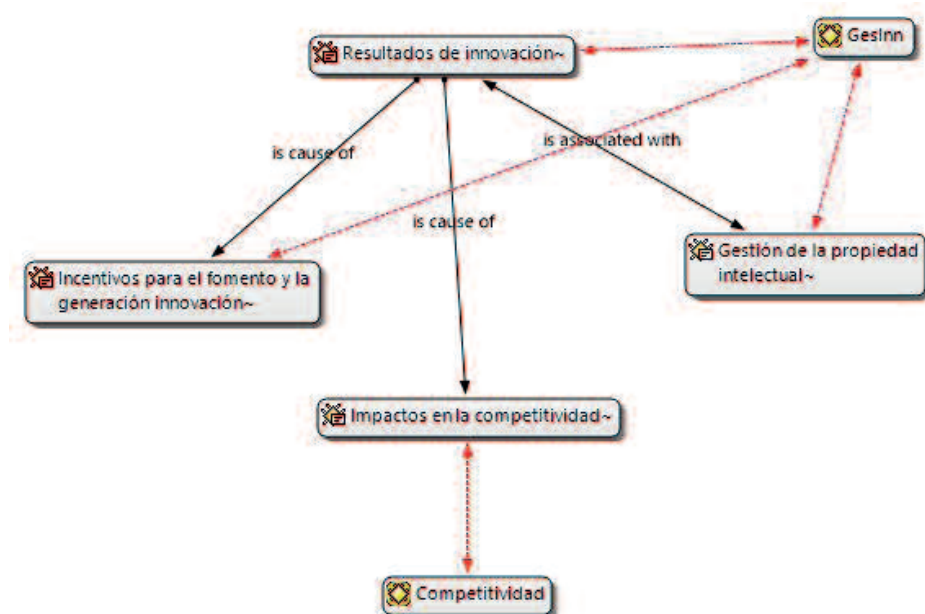 GesInn
Resultados de innovación~
is cause of
is associated with
is cause of
Gestión de la propiedad
intelectual~
Incentivos para el fomento y la
generación innovación~
Impactos en la competitividad~
Competitividad